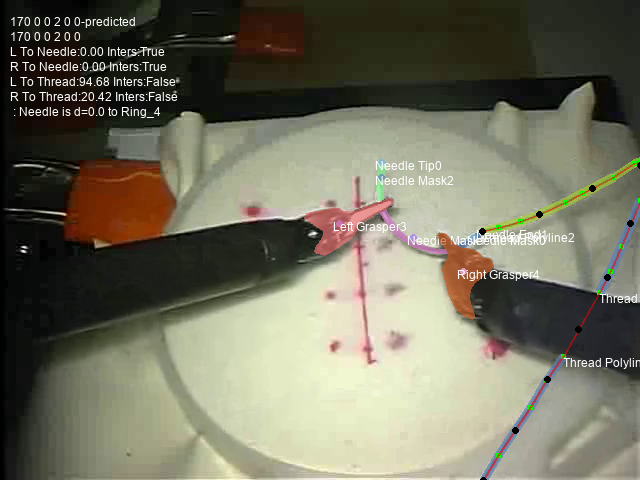 170 0 0 2 0 0-predicted
170 0 0 2 0 0
L To Needle:0.00 Inters:True
R To Needle:0.00 Inters:True
L To Thread:94.68 Inters:False
R To Thread:20.42 Inters:False
: Needle is d=0.0 to Ring_4
Needle Tip0
Needle Mask2
Left Grasper3
Right Grasper4
Thread
Thread Polylin